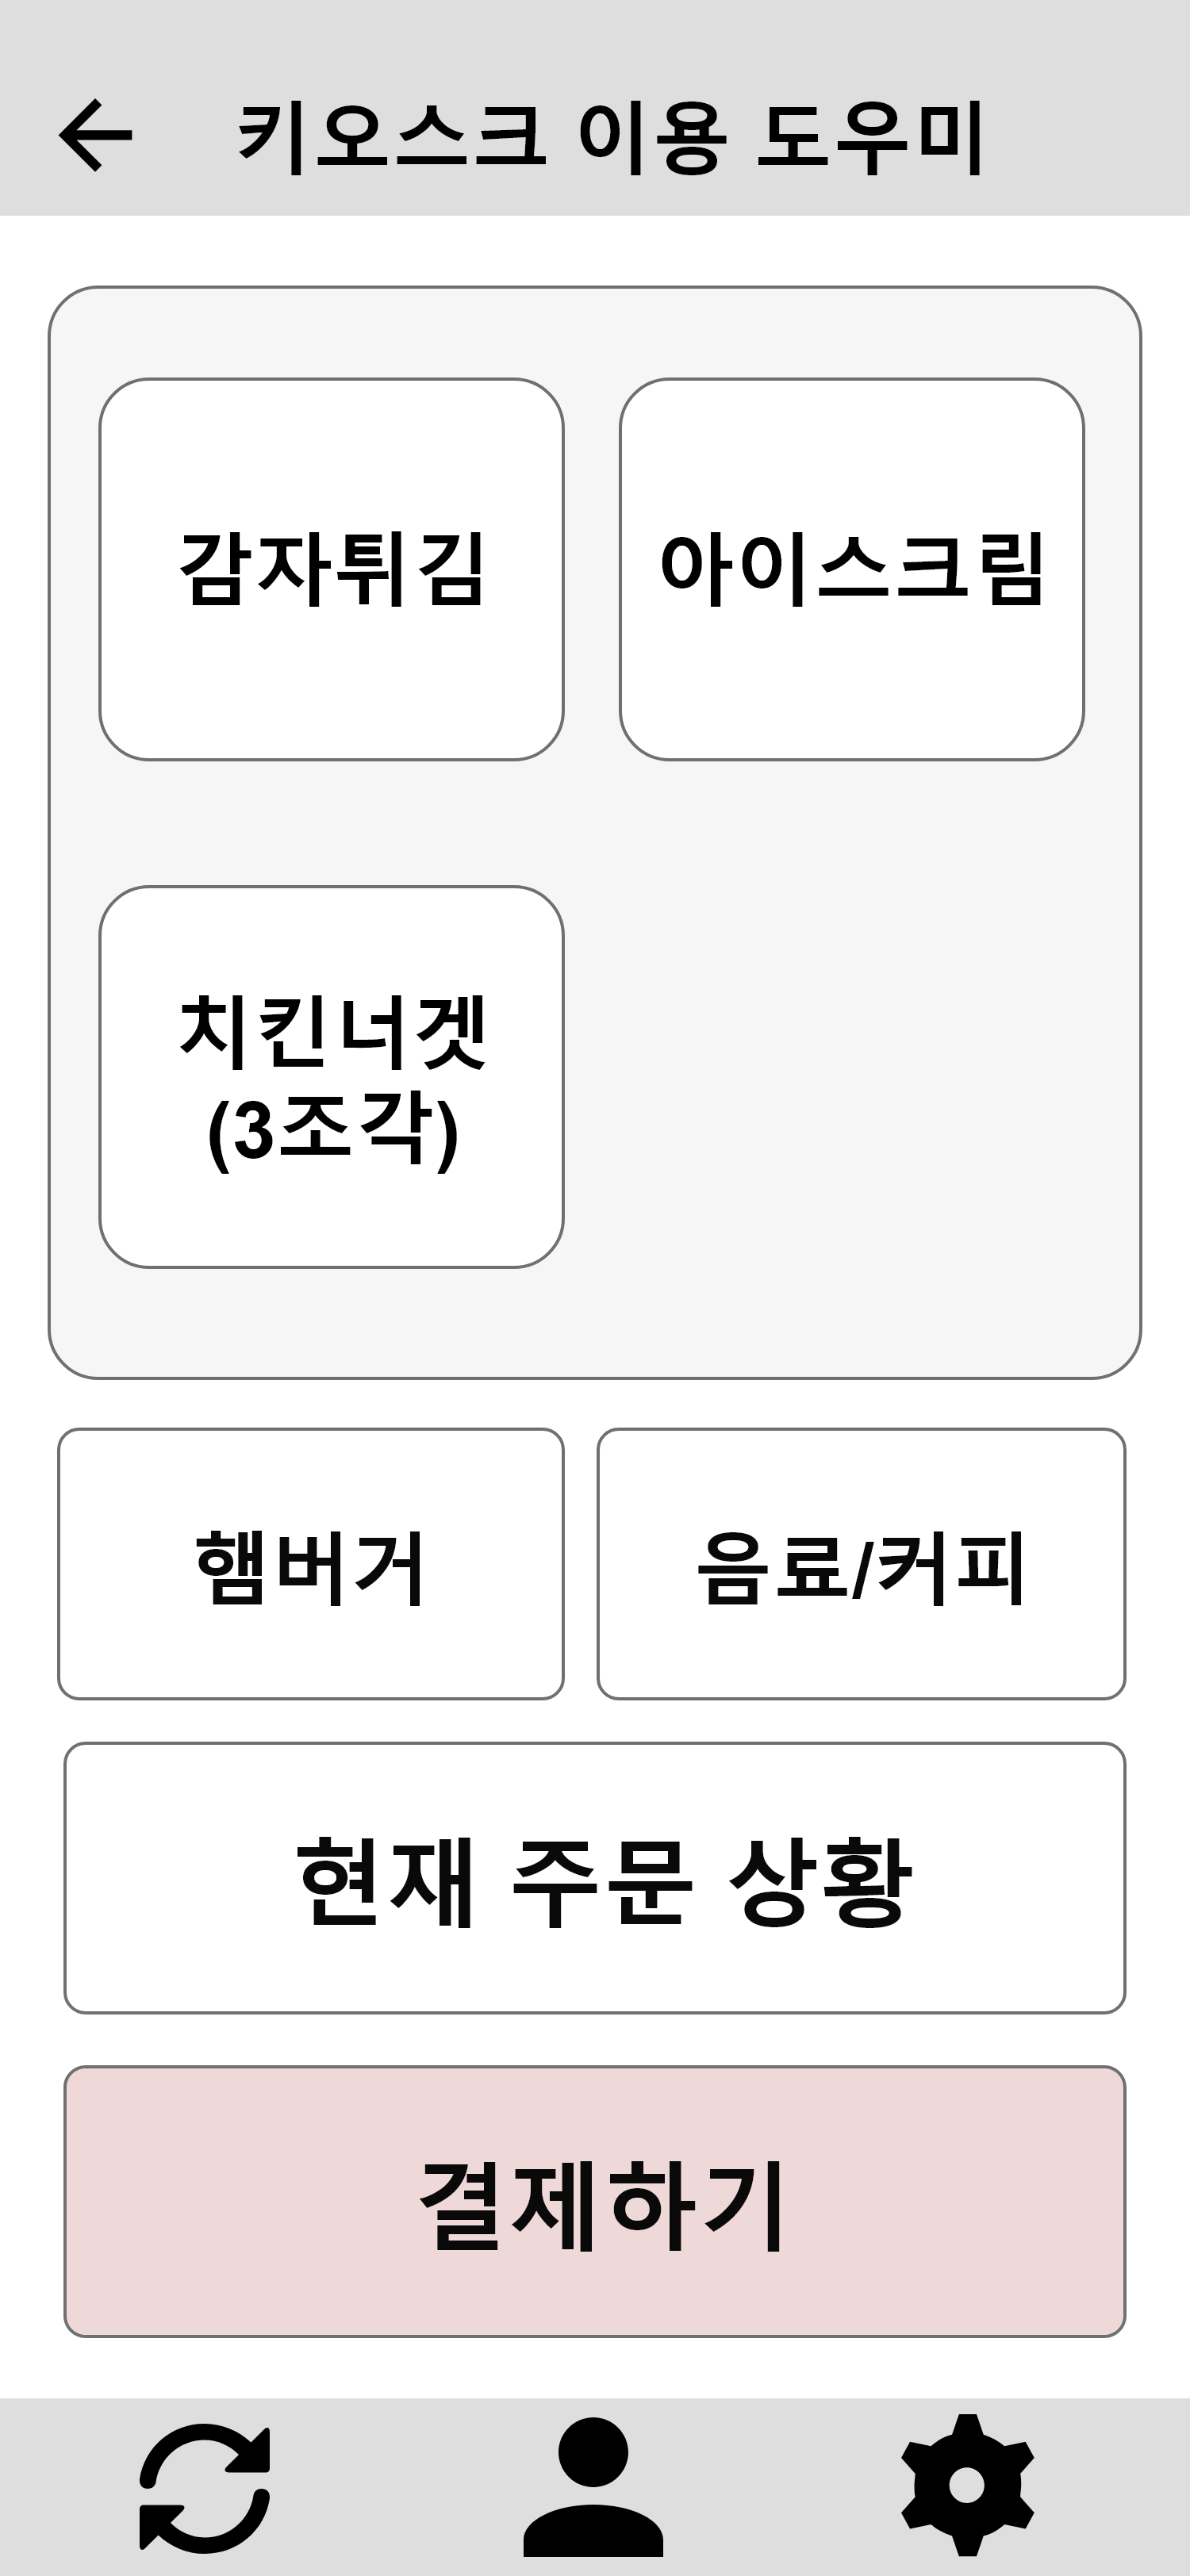 키오스크 이용 도우미
감자튀김
아이스크림
치킨너겟
(3조각)
햄버거
음료/커피
현재 주문 상황
결제하기